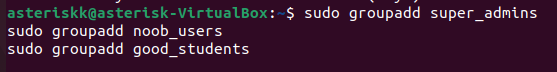 asteriskk@asterisk-VirtualBox:~$ sudo groupadd super_admins
sudo groupadd noob_users
sudo groupadd good_students